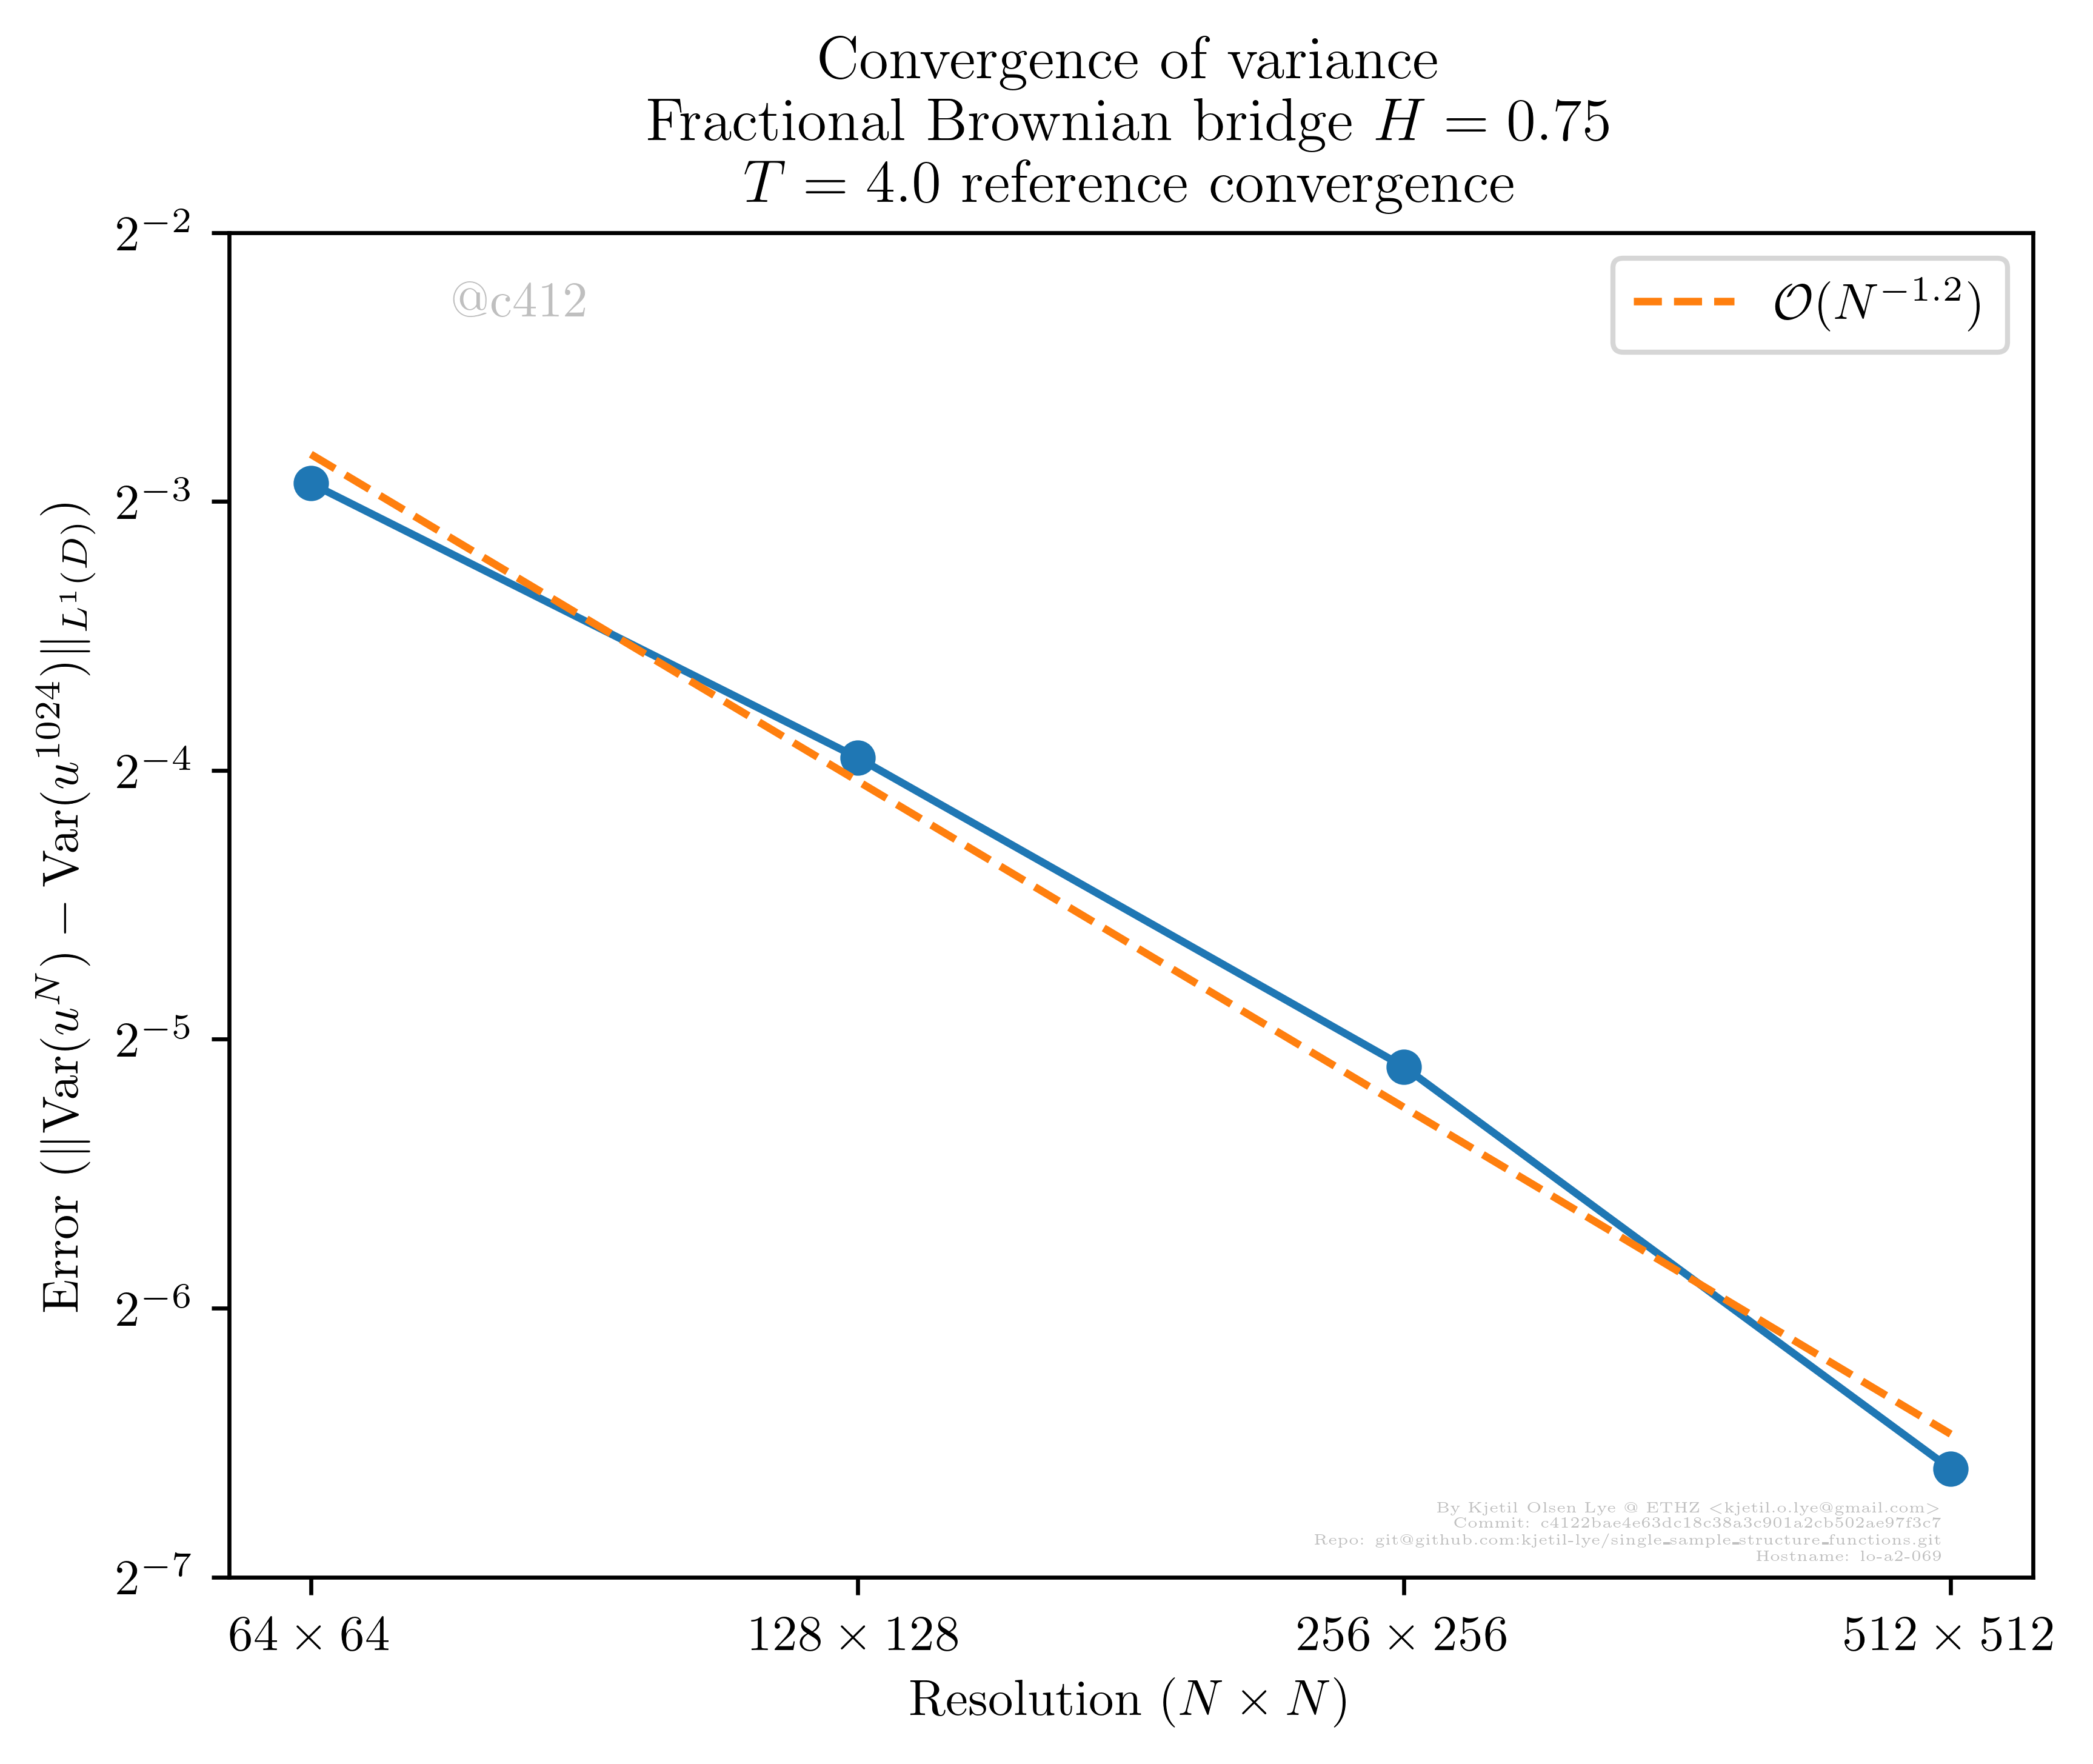 Convergence of variance
Fractional Brownian bridge H = 0.75
T = 4.0 reference convergence
@c412
𝒪(N⁻¹·²)
Error (||Var(uᴺ) − Var(u¹⁰²⁴)||_{L¹(D)})
2⁻²
2⁻³
2⁻⁴
2⁻⁵
2⁻⁶
2⁻⁷
By Kjetil Olsen Lye @ ETHZ <kjetil.o.lye@gmail.com>
Commit: c4122bae4e63dc18c38a3c901a2cb502ae97f3c7
Repo: git@github.com:kjetil-lye/single_sample_structure_functions.git
Hostname: lo-a2-069
64 × 64 128 × 128 256 × 256 512 × 512
Resolution (N × N)